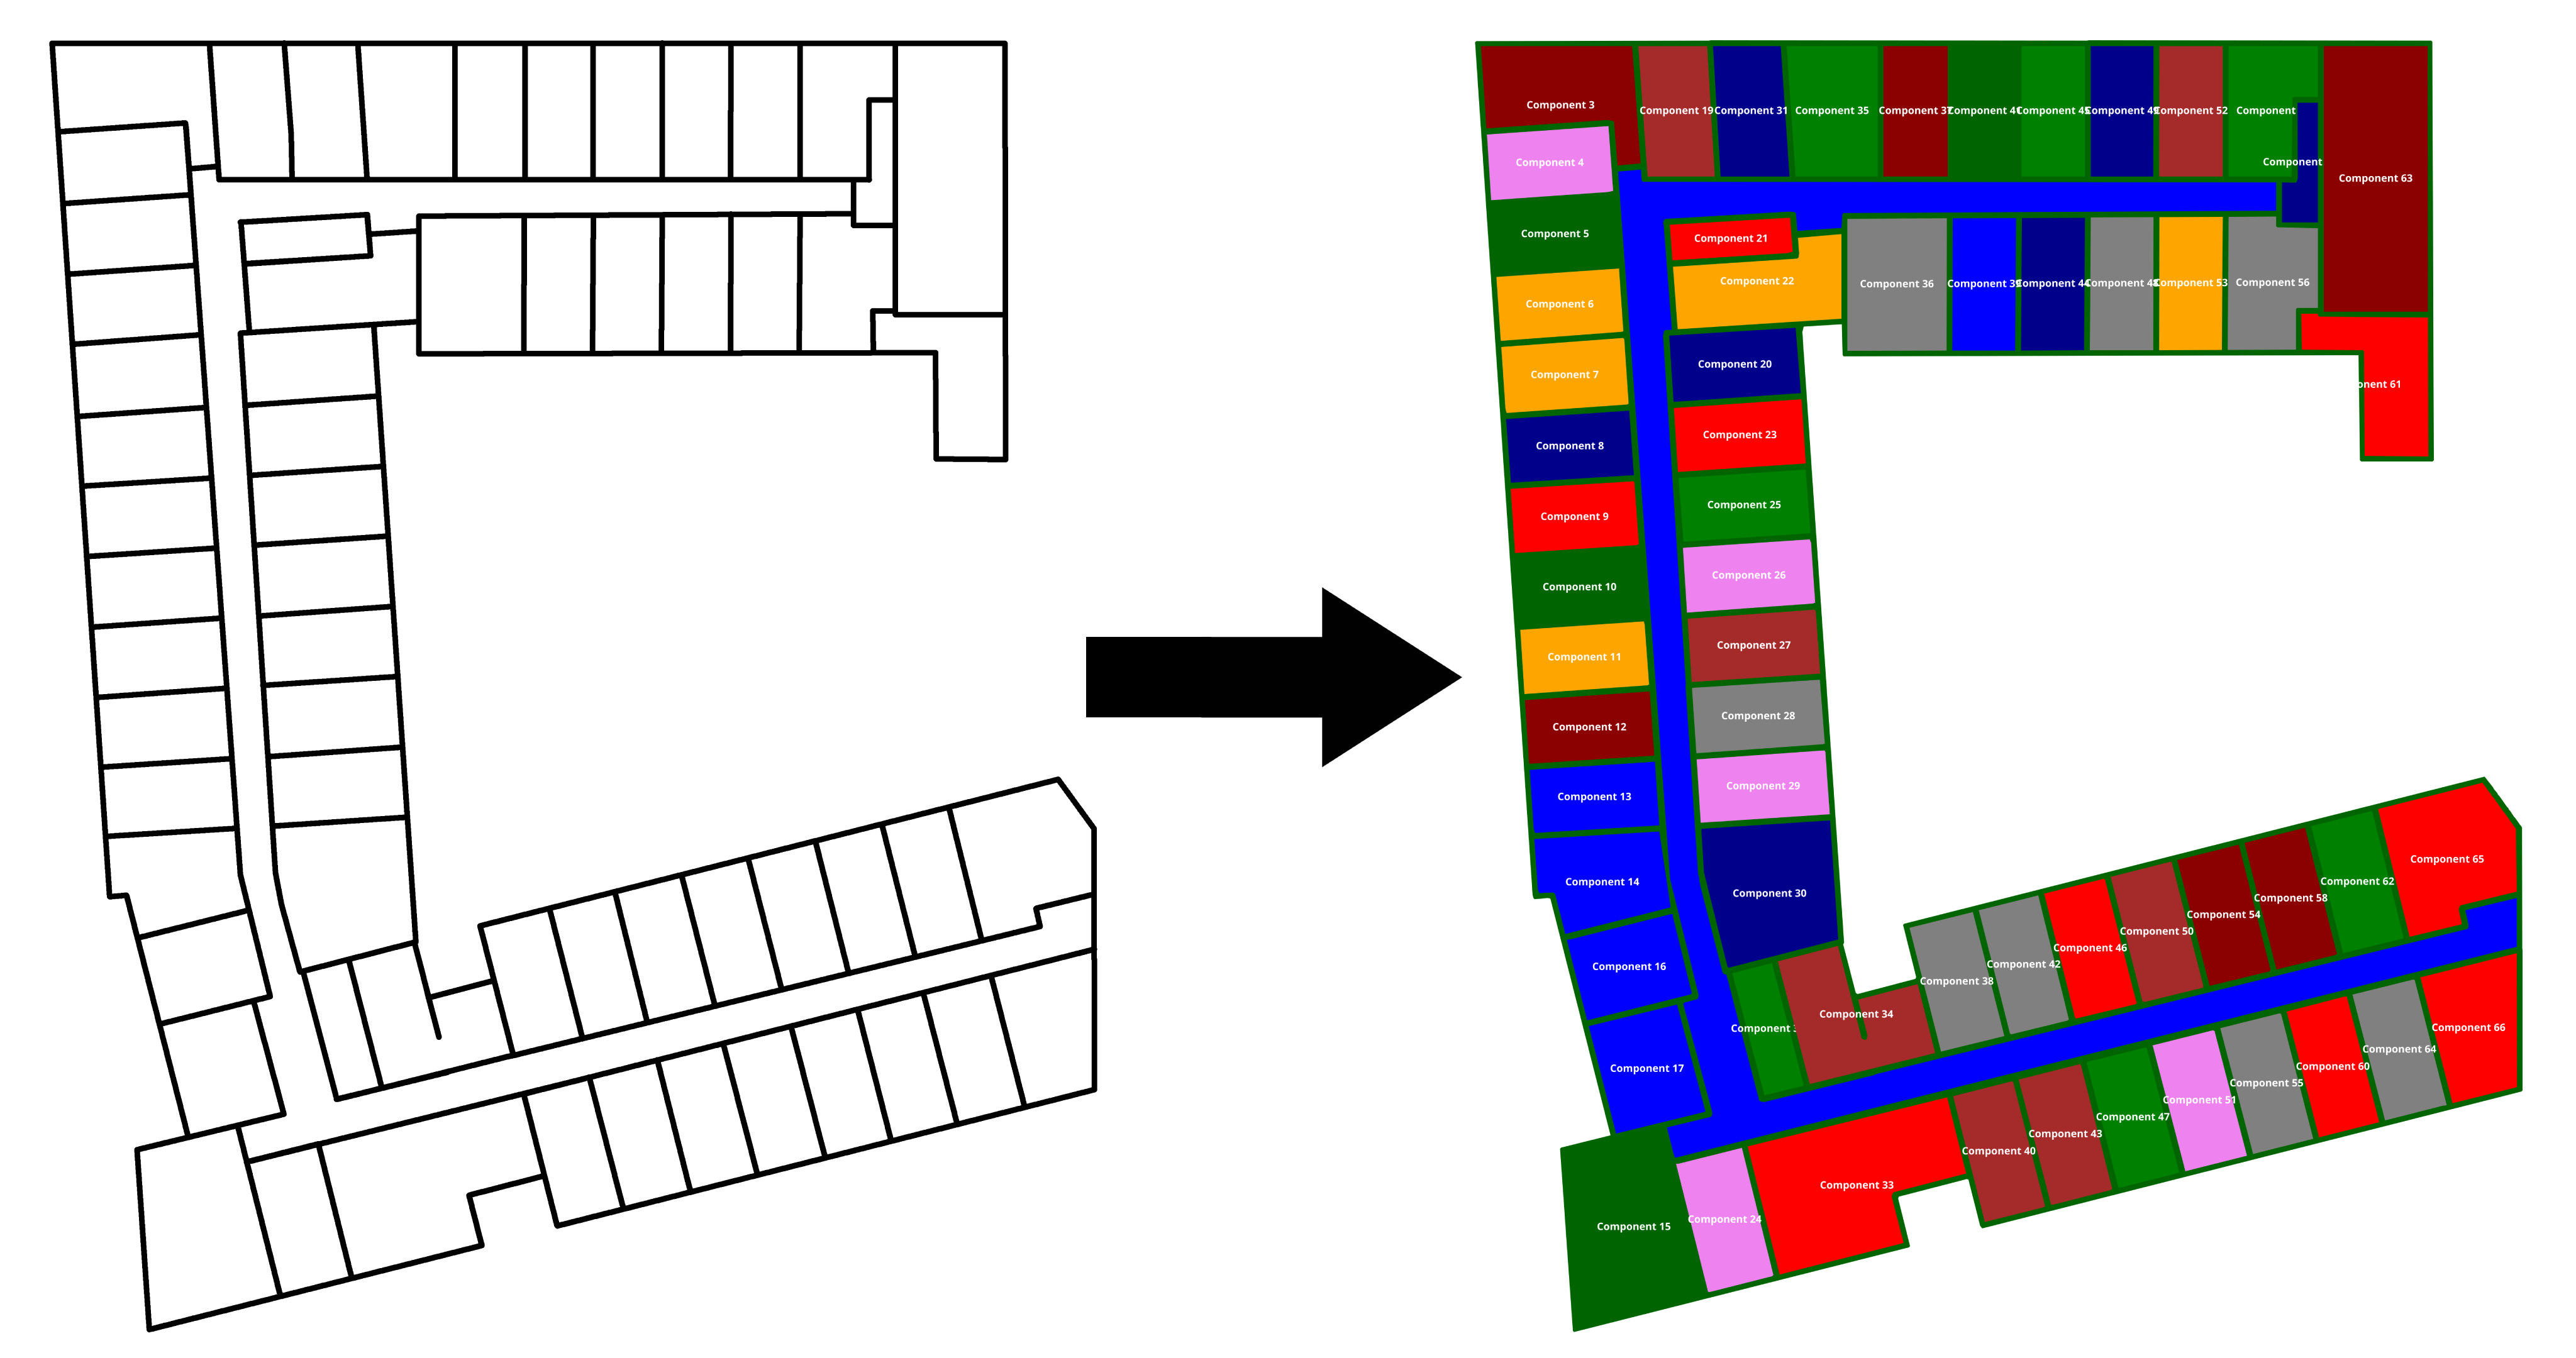 Component 3
Component 19
Component 31
Component 35
Component 37
Component 41
Component 45
Component 49
Component 52
Component
Component 4
Component
Component 63
Component 5
Component 21
Component 22
Component 36
Component 39
Component 44
Component 48
Component 53
Component 56
Component 6
Component 20
Component 7
onent 61
Component 23
Component 8
Component 25
Component 9
Component 26
Component 10
Component 27
Component 11
Component 28
Component 12
Component 29
Component 13
Component 14
Component 30
Component 65
Component 62
Component 58
Component 54
Component 50
Component 46
Component 42
Component 38
Component 16
Component 34
Component
Component 17
Component 66
Component 64
Component 60
Component 55
Component 51
Component 47
Component 43
Component 40
Component 33
Component 24
Component 15